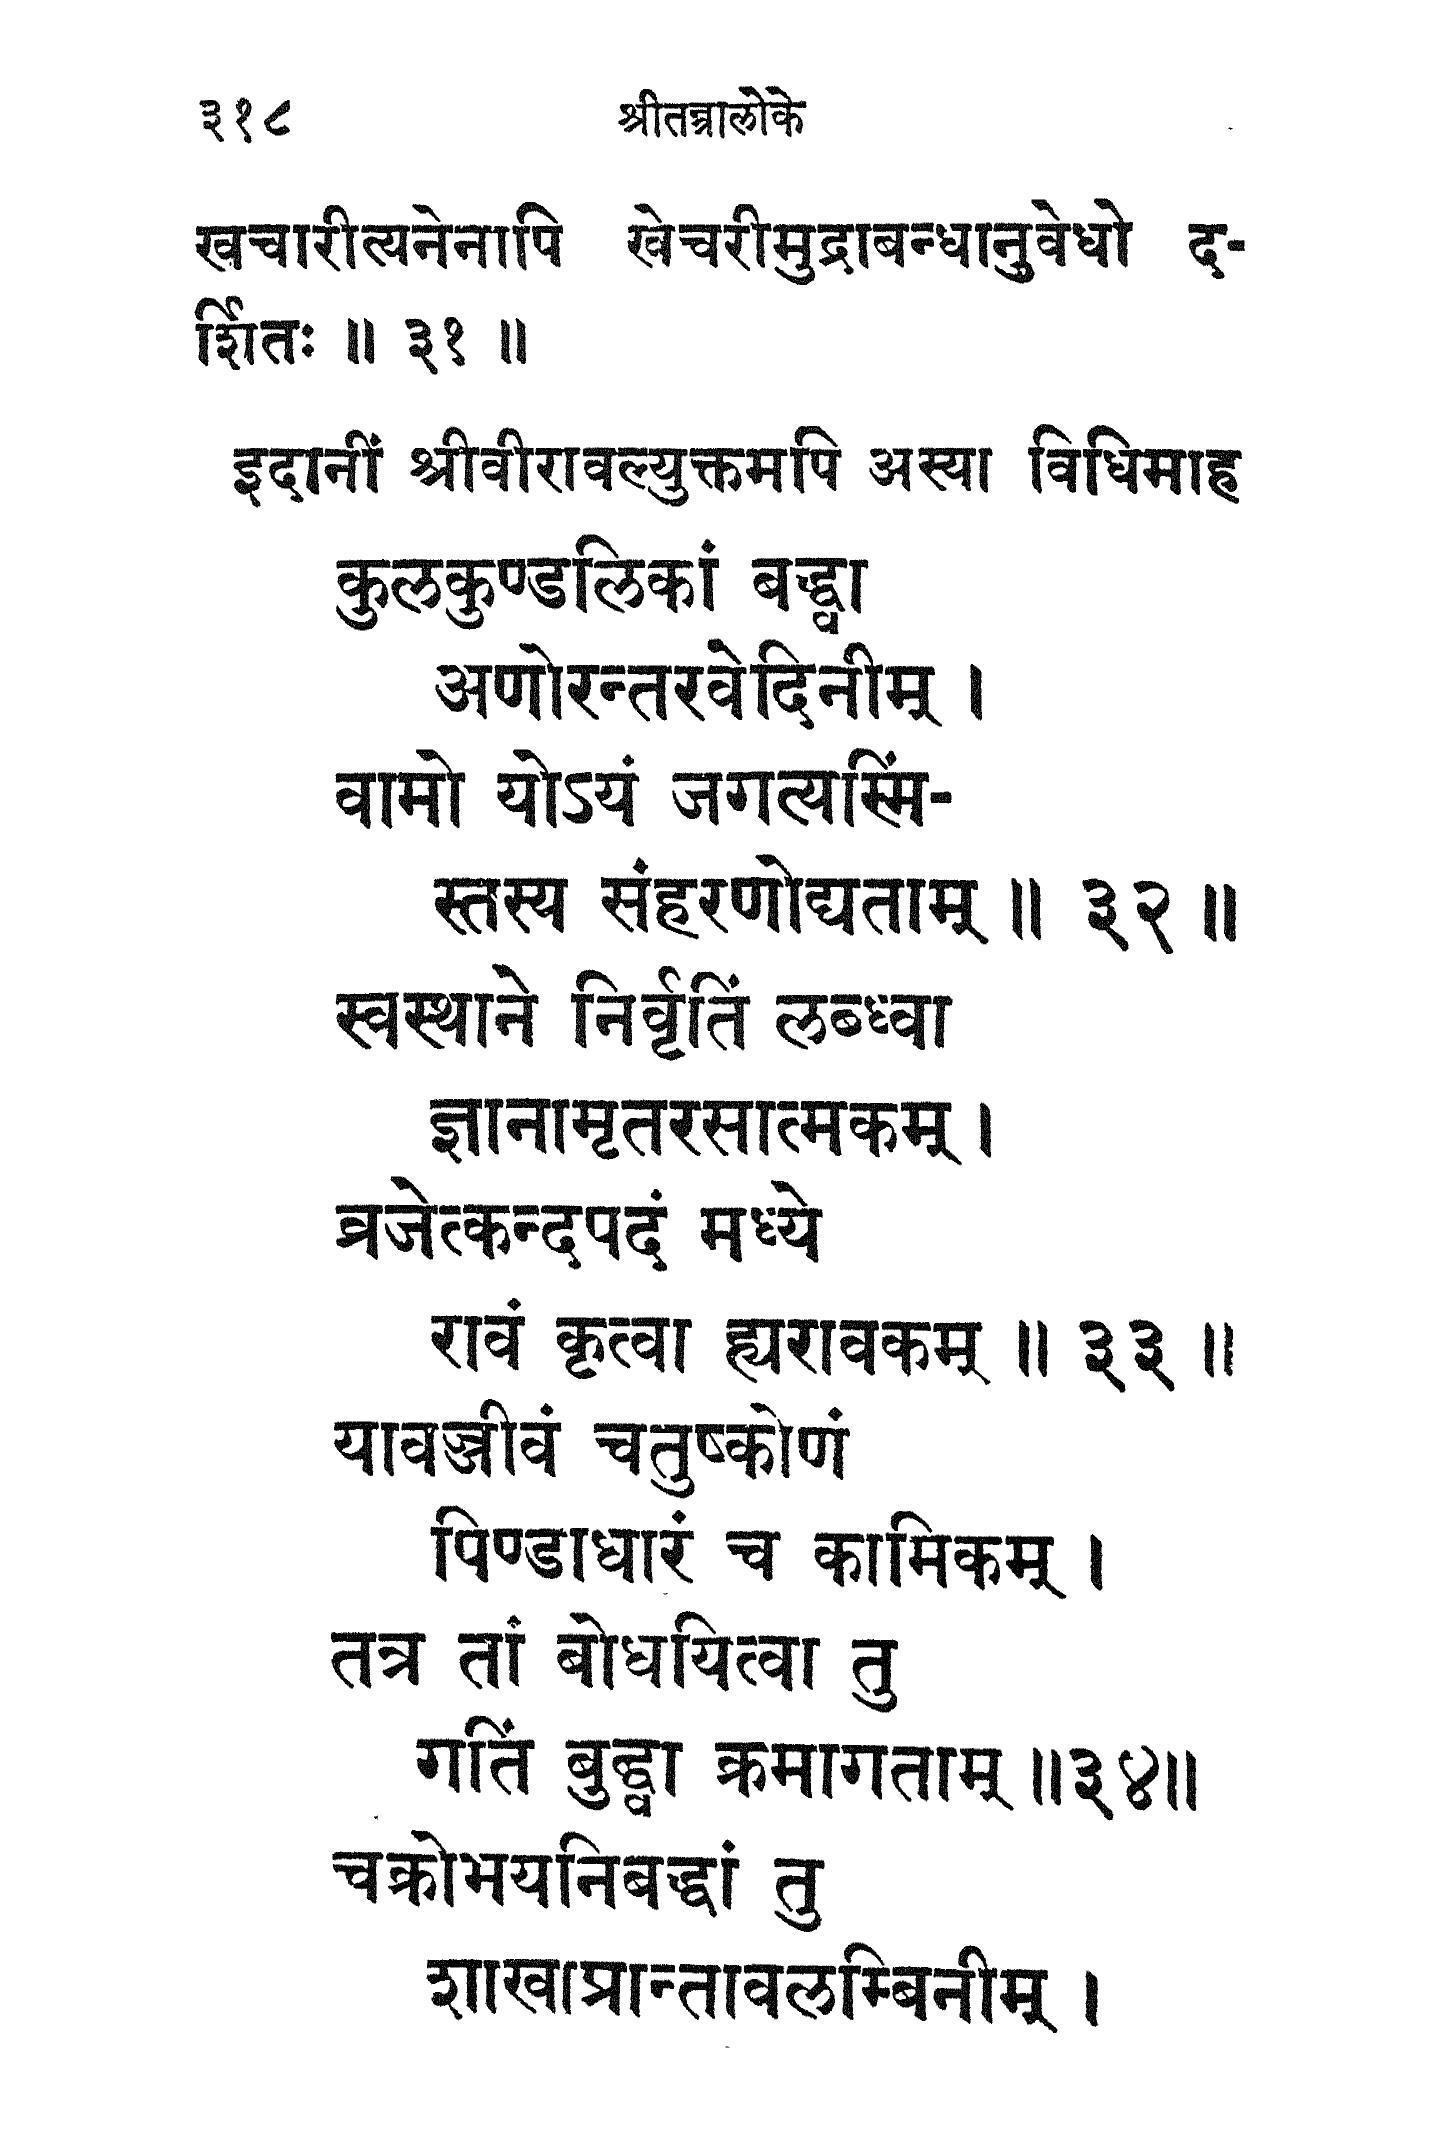 ३१८ श्रीतन्त्रालोके
खचारीत्यनेनापि खेचरीमुद्राबन्धानुवेधो द-
र्शितः ॥ ३१ ॥
इदानीं श्रीवीरावल्युक्तमपि अस्या विधिमाह
कुलकुण्डलिकां बद्ध्वा
अणोरन्तरवेदिनीम् ।
वामो योऽयं जगत्यस्मिं-
स्तस्य संहरणोद्यताम् ॥ ३२ ॥
स्वस्थाने निर्वृतिं लब्ध्वा
ज्ञानामृतरसात्मकम् ।
व्रजेत्कन्दपदं मध्ये
रावं कृत्वा ह्यरावकम् ॥ ३३ ॥
यावज्जीवं चतुष्कोणं
पिण्डाधारं च कामिकम् ।
तत्र तां बोधयित्वा तु
गतिं बुद्ध्वा क्रमागताम् ॥३४॥
चक्रोभयनिबद्धां तु
शाखाप्रान्तावलम्बिनीम् ।